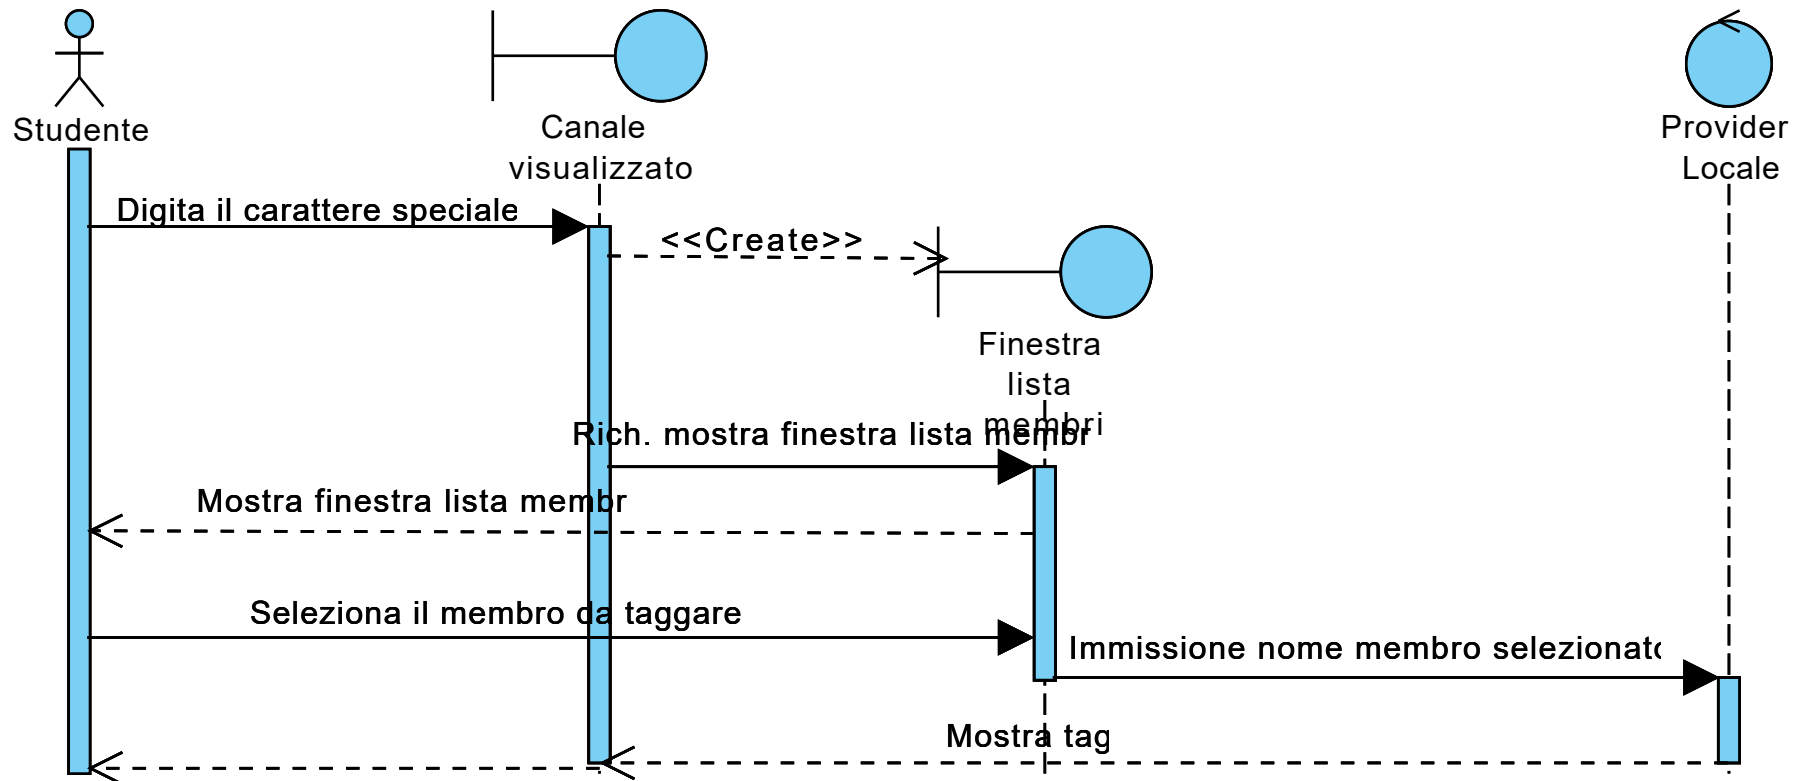 Studente
Canale
visualizzato
Provider
Locale
Digita il carattere speciale
<<Create>>
Finestra
lista
membri
Rich. mostra finestra lista membr
Mostra finestra lista membr
Seleziona il membro da taggare
Immissione nome membro selezionato
Mostra tag